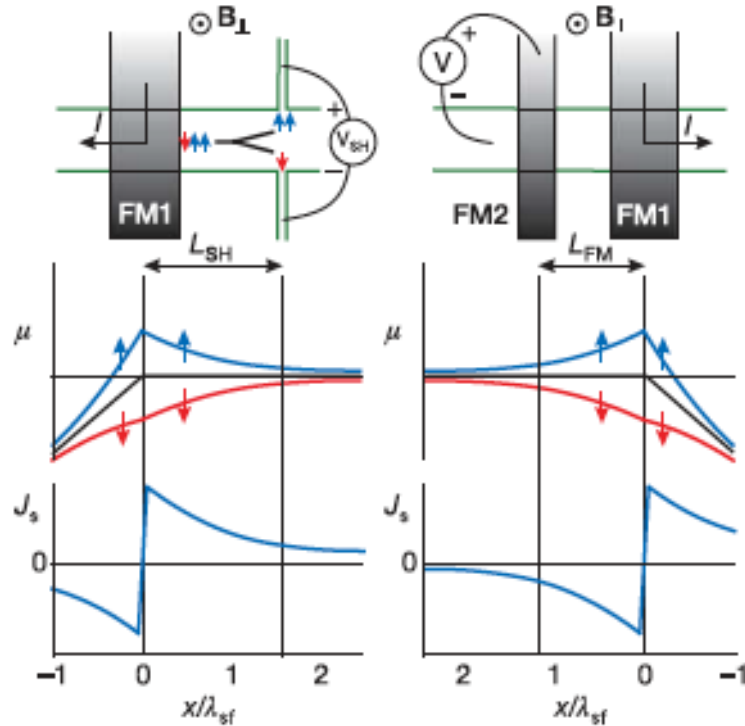 ⊙ B⊥
I
+
V_SH
−
FM1
L_SH
⊙ B⊥
V
+
−
I
FM2
FM1
L_FM
μ
μ
J_s
0
J_s
0
−1 0 1 2
x/λ_sf
2 1 0 −1
x/λ_sf